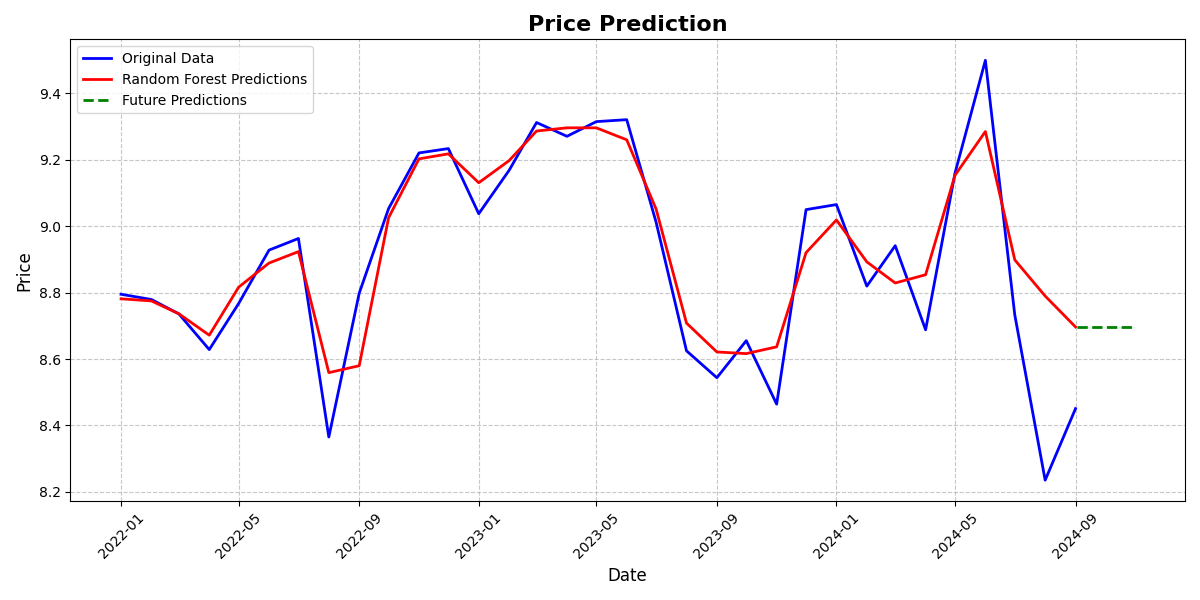 Price Prediction
Original Data
Random Forest Predictions
Future Predictions
Price
9.4
9.2
9.0
8.8
8.6
8.4
8.2
2022-01
2022-05
2022-09
2023-01
2023-05
2023-09
2024-01
2024-05
2024-09
Date